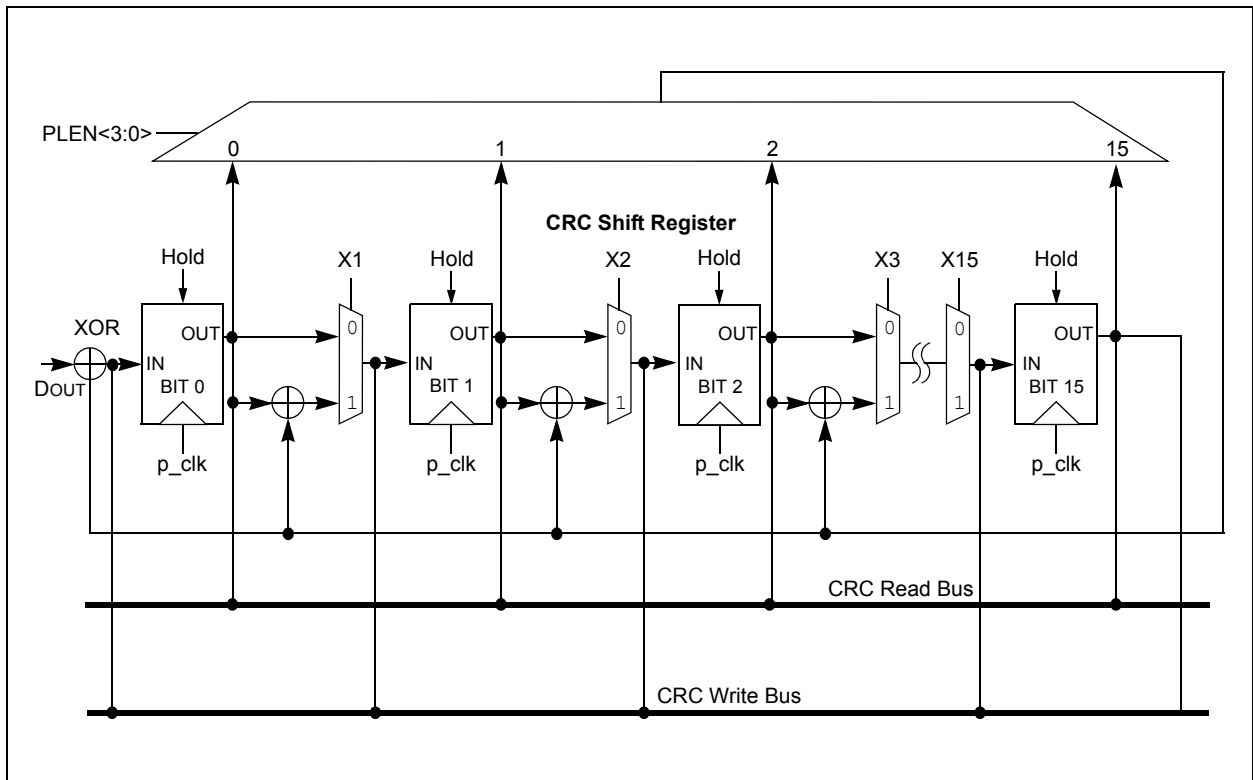 PLEN<3:0>
0 1 2 15
CRC Shift Register
Hold X1 Hold X2 Hold X3 X15 Hold
XOR OUT 0 OUT 0 OUT 0 0 OUT
IN IN IN IN
DOUT BIT 0 1 BIT 1 1 BIT 2 1 1 BIT 15
p_clk p_clk p_clk p_clk
CRC Read Bus
CRC Write Bus